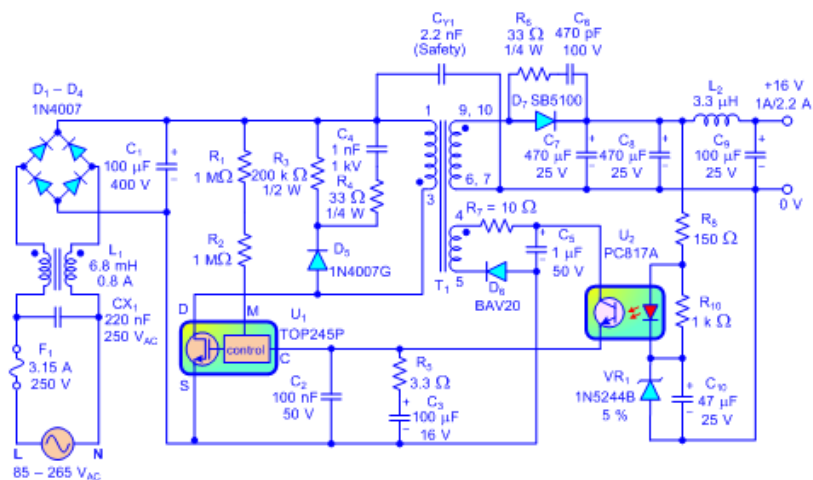 CY1
2.2 nF
(Safety)
R6
33 Ω
1/4 W
C6
470 pF
100 V
D1 – D4
1N4007
C1
100 µF
400 V
+
−
R1
1 MΩ
R2
1 MΩ
R3
200 k Ω
1/2 W
C4
1 nF
1 kV
R4
33 Ω
1/4 W
1
3
9, 10
6, 7
D7 SB5100
L2
3.3 µH
+16 V
1A/2.2 A
C7
470 µF
25 V
+
−
C8
470 µF
25 V
+
−
C9
100 µF
25 V
+
−
0 V
L1
6.8 mH
0.8 A
CX1
220 nF
250 VAC
F1
3.15 A
250 V
L
N
85 – 265 VAC
D5
1N4007G
T1
4
5
R7 = 10 Ω
D6
BAV20
C5
1 µF
50 V
+
−
U2
PC817A
R8
150 Ω
R10
1 k Ω
D
M
S
C
control
U1
TOP245P
C2
100 nF
50 V
R5
3.3 Ω
C3
100 µF
16 V
+
−
VR1
1N5244B
5 %
C10
47 µF
25 V
+
−